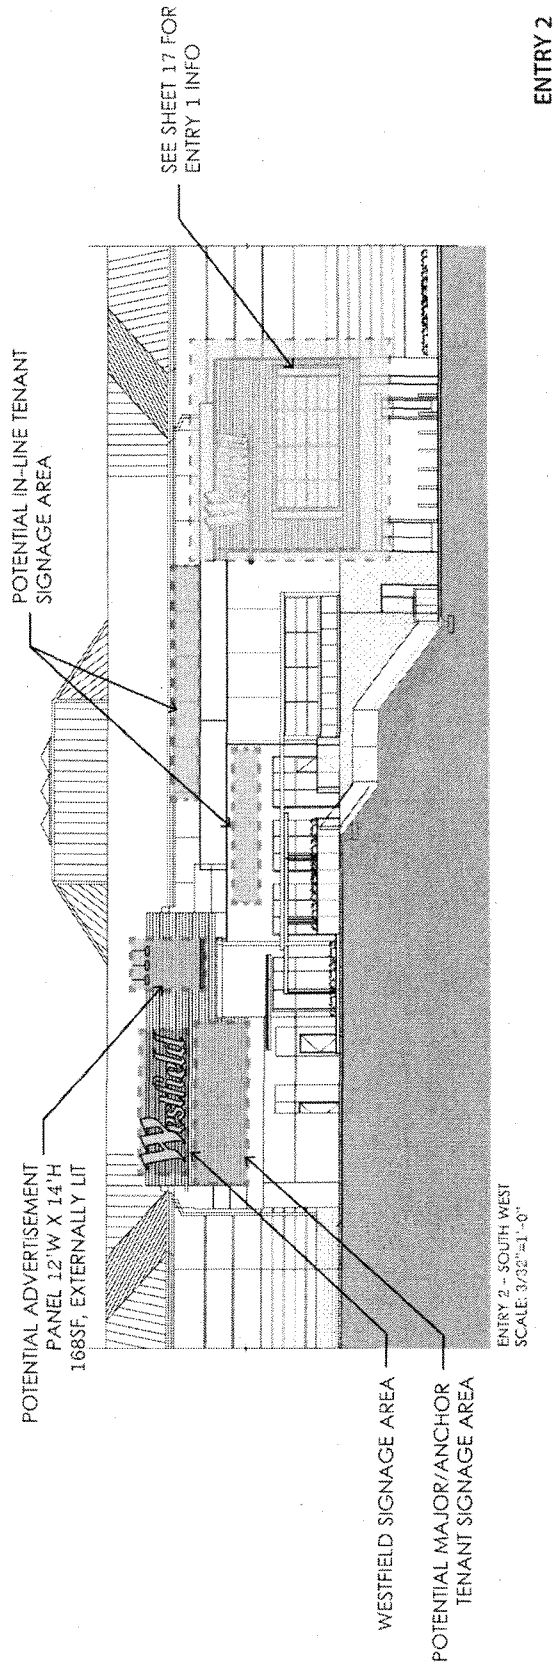 POTENTIAL ADVERTISEMENT
PANEL 12'W X 14'H
168SF, EXTERNALLY LIT
POTENTIAL IN-LINE TENANT
SIGNAGE AREA
SEE SHEET 17 FOR
ENTRY 1 INFO
Westfield
Westfield
WESTFIELD SIGNAGE AREA
POTENTIAL MAJOR/ANCHOR
TENANT SIGNAGE AREA
ENTRY 2 - SOUTH WEST
SCALE: 3/32"=1'-0"
ENTRY 2